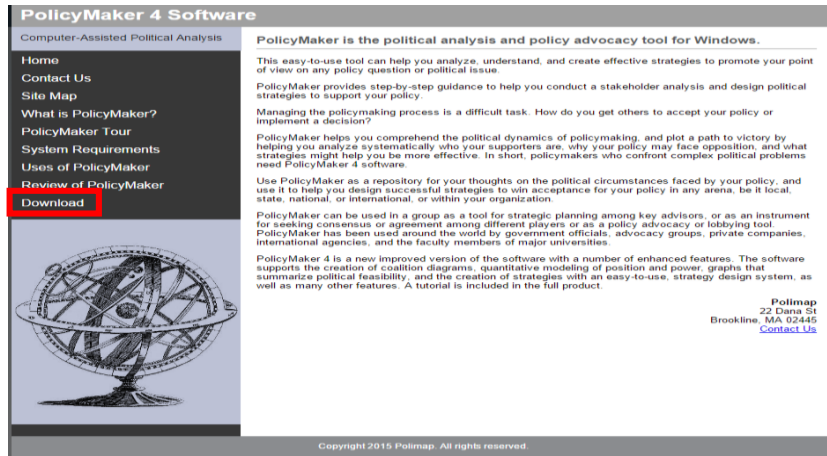 PolicyMaker 4 Software
Computer-Assisted Political Analysis
Home
Contact Us
Site Map
What is PolicyMaker?
PolicyMaker Tour
System Requirements
Uses of PolicyMaker
Review of PolicyMaker
Download
PolicyMaker is the political analysis and policy advocacy tool for Windows.
This easy-to-use tool can help you analyze, understand, and create effective strategies to promote your point
of view on any policy question or political issue.
PolicyMaker provides step-by-step guidance to help you conduct a stakeholder analysis and design political
strategies to support your policy.
Managing the policymaking process is a difficult task. How do you get others to accept your policy or
implement a decision?
PolicyMaker helps you comprehend the political dynamics of policymaking, and plot a path to victory by
helping you analyze systematically who your supporters are, why your policy may face opposition, and what
strategies might help you be more effective. In short, policymakers who confront complex political problems
need PolicyMaker 4 software.
Use PolicyMaker as a repository for your thoughts on the political circumstances faced by your policy, and
use it to help you design successful strategies to win acceptance for your policy in any arena, be it local,
state, national, or international, or within your organization.
PolicyMaker can be used in a group as a tool for strategic planning among key advisors, or as an instrument
for seeking consensus or agreement among different players or as a policy advocacy or lobbying tool.
PolicyMaker has been used around the world by government officials, advocacy groups, private companies,
international agencies, and the faculty members of major universities.
PolicyMaker 4 is a new improved version of the software with a number of enhanced features. The software
supports the creation of coalition diagrams, quantitative modeling of position and power, graphs that
summarize political feasibility, and the creation of strategies with an easy-to-use, strategy design system, as
well as many other features. A tutorial is included in the full product.
Polimap
22 Dana St
Brookline, MA 02445
Contact Us
Copyright 2015 Polimap. All rights reserved.